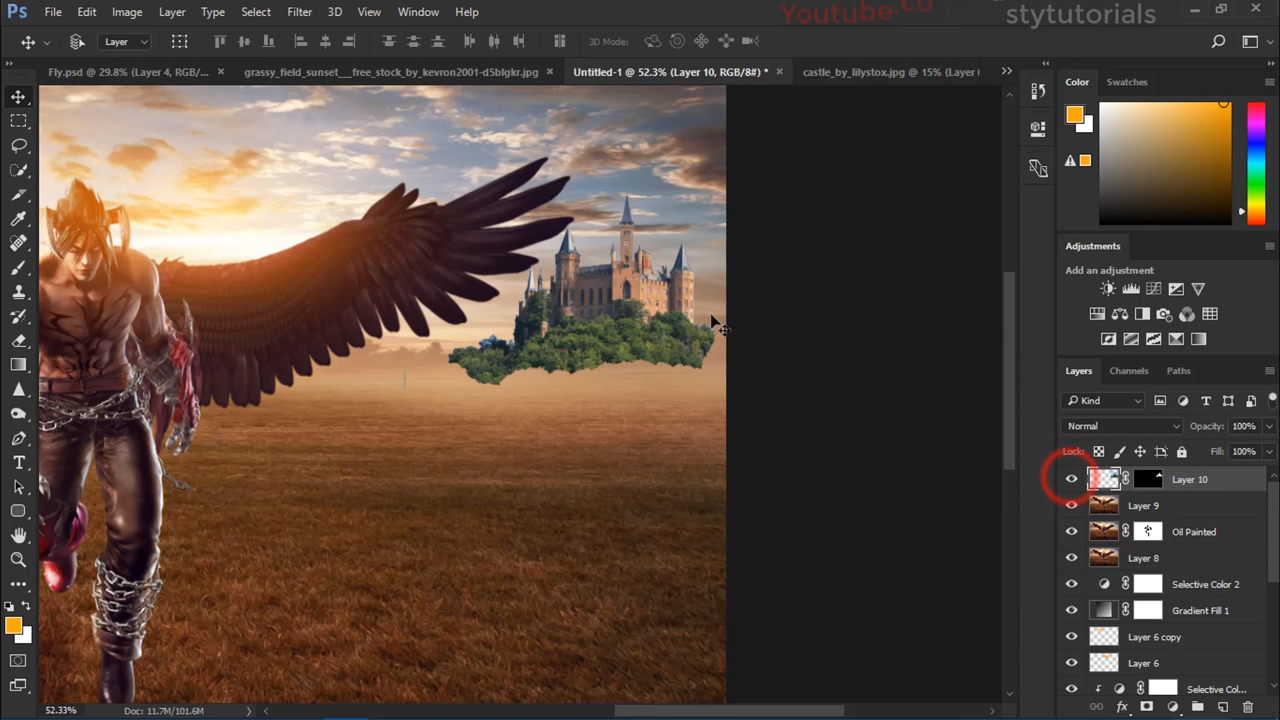 Youtube.co
stytutorials
Ps File Edit Image Layer Type Select Filter 3D View Window Help
Layer 3D Mode:
Fly.psd @ 29.8% (Layer 4, RGB/... × grassy_field_sunset__free_stock_by_kevron2001-d5blgkr.jpg × Untitled-1 @ 52.3% (Layer 10, RGB/8#) * × castle_by_lilystox.jpg @ 15% (Layer
Color Swatches
Adjustments
Add an adjustment
Layers Channels Paths
Kind
Normal Opacity: 100%
Lock: Fill: 100%
Layer 10
Layer 9
Oil Painted
Layer 8
Selective Color 2
Gradient Fill 1
Layer 6 copy
Layer 6
Selective Col...
52.33% Doc: 11.7M/101.6M